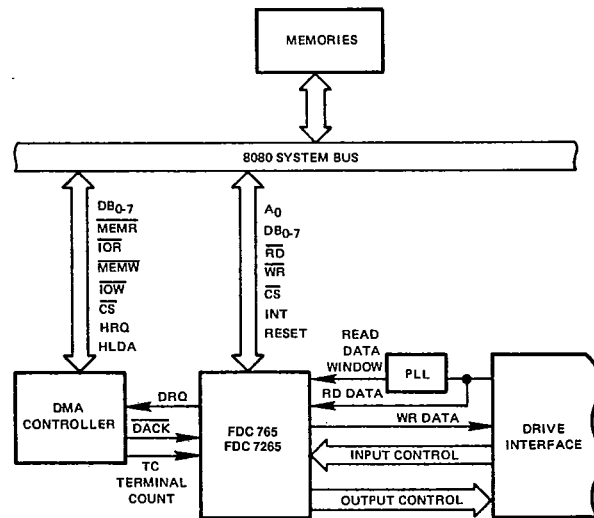 MEMORIES
8080 SYSTEM BUS
DB0-7
MEMR
IOR
MEMW
IOW
CS
HRQ
HLDA
A0
DB0-7
RD
WR
CS
INT
RESET
READ
DATA
WINDOW
PLL
DMA
CONTROLLER
DRQ
DACK
TC
TERMINAL
COUNT
FDC 765
FDC 7265
RD DATA
WR DATA
INPUT CONTROL
OUTPUT CONTROL
DRIVE
INTERFACE